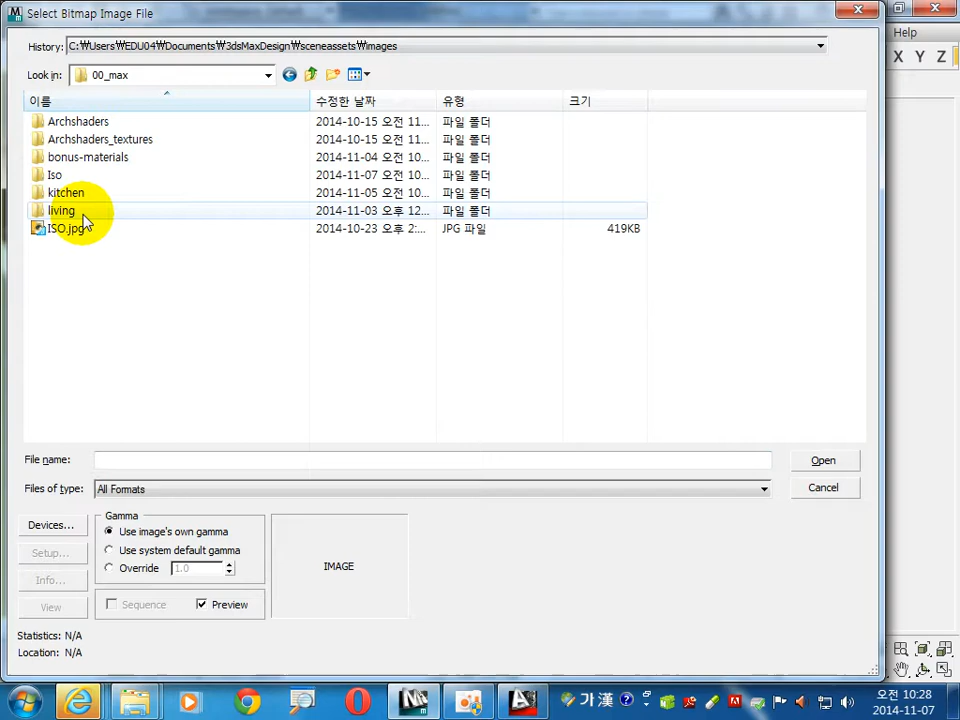 Select Bitmap Image File
Help
History: C:₩Users₩EDU04₩Documents₩3dsMaxDesign₩sceneassets₩images
X Y Z
Look in: 00_max
이름 수정한 날짜 유형 크기
Archshaders 2014-10-15 오전 11... 파일 폴더
Archshaders_textures 2014-10-15 오전 11... 파일 폴더
bonus-materials 2014-11-04 오전 10... 파일 폴더
Iso 2014-11-07 오전 10... 파일 폴더
kitchen 2014-11-05 오전 10... 파일 폴더
living 2014-11-03 오후 12... 파일 폴더
ISO.jpg 2014-10-23 오후 2:... JPG 파일 419KB
File name: Open
Files of type: All Formats Cancel
Devices...
Setup...
Info...
View
Gamma
Use image's own gamma
Use system default gamma
Override 1.0
Sequence Preview
IMAGE
Statistics: N/A
Location: N/A
가 漢
오전 10:28
2014-11-07